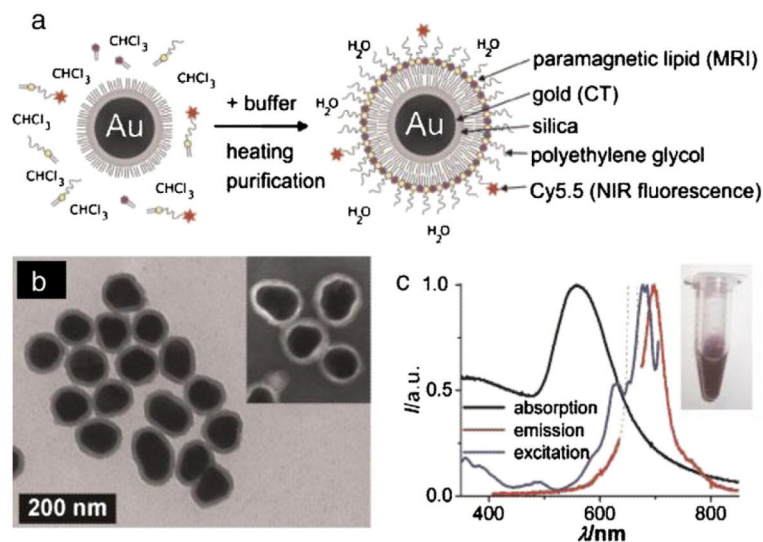 a
CHCl3
CHCl3
CHCl3
CHCl3
CHCl3
CHCl3
CHCl3
CHCl3
Au
+ buffer
heating
purification
H2O
H2O
H2O
H2O
H2O
Au
paramagnetic lipid (MRI)
gold (CT)
silica
polyethylene glycol
Cy5.5 (NIR fluorescence)
b
200 nm
c
I/a.u.
1.0
0.5
0.0
absorption
emission
excitation
400
600
800
λ/nm